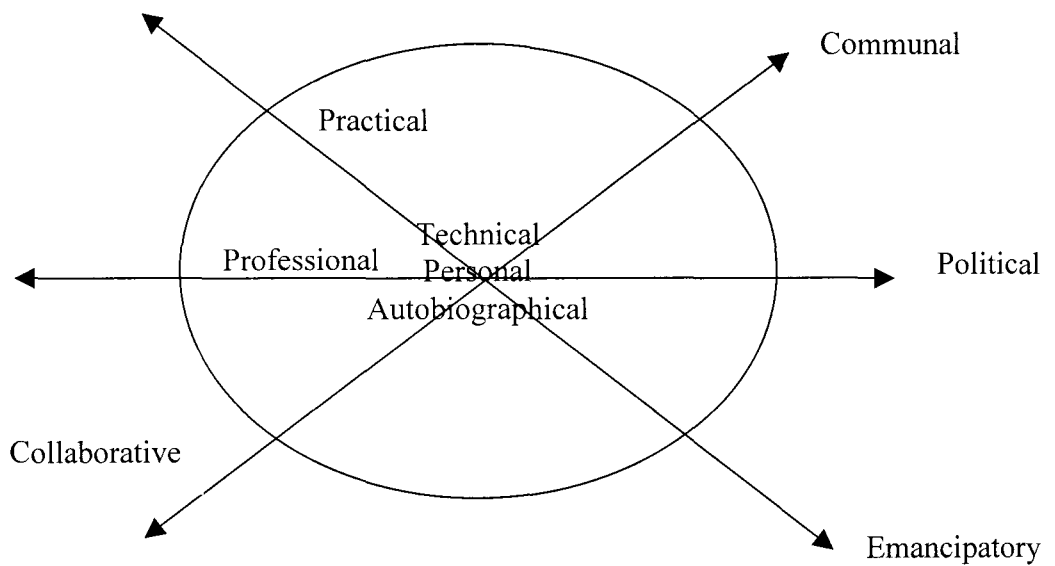 Communal
Practical
Technical
Professional
Personal
Political
Autobiographical
Collaborative
Emancipatory